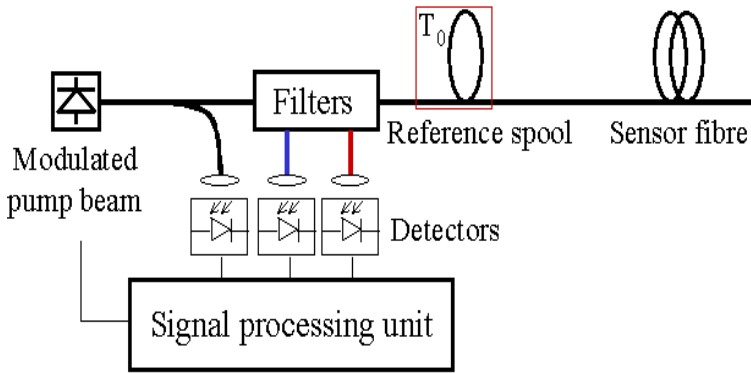 T0
Filters
Reference spool
Sensor fibre
Modulated
pump beam
Detectors
Signal processing unit